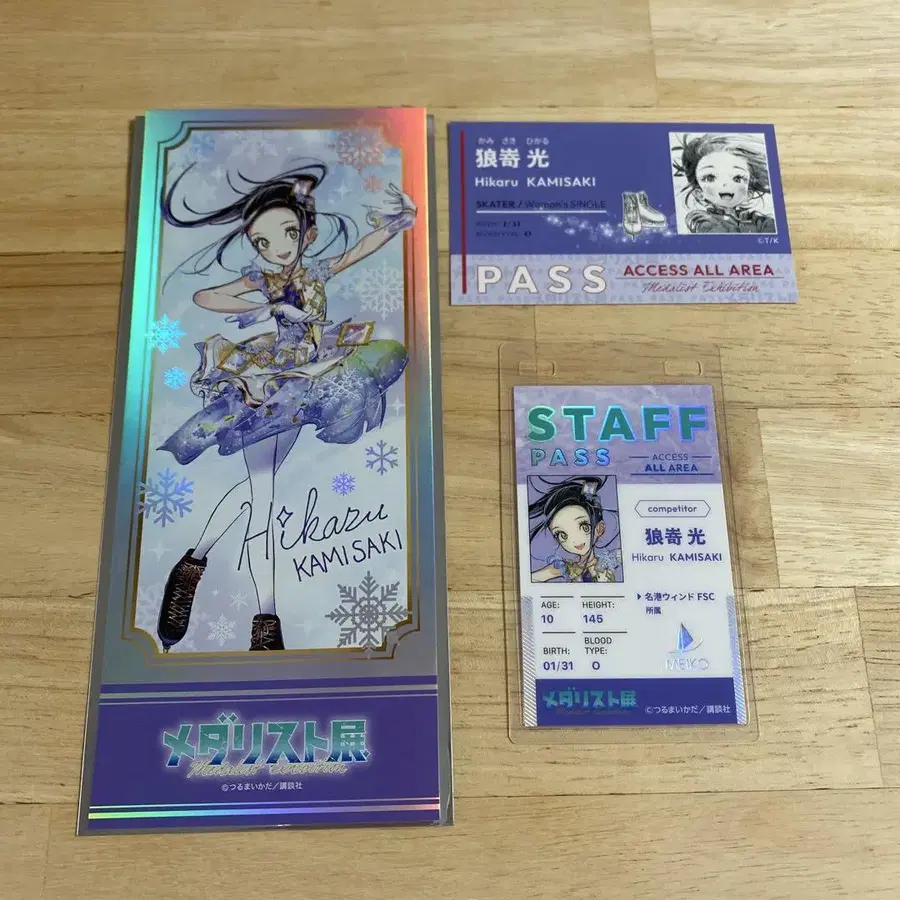 Hikaru
KAMISAKI
メダリスト展
Medalist Exhibition
©つるまいかだ／講談社
かみ さき ひかる
狼嵜 光
Hikaru KAMISAKI
SKATER / Woman's SINGLE
1/31
O
©T/K
PASS
ACCESS ALL AREA
Medalist Exhibition
STAFF
PASS
ACCESS
ALL AREA
competitor
狼嵜 光
Hikaru KAMISAKI
名港ウィンド FSC
所属
AGE:
10
HEIGHT:
145
BIRTH:
01/31
BLOOD
TYPE:
O
MEIKO
メダリスト展
©つるまいかだ／講談社